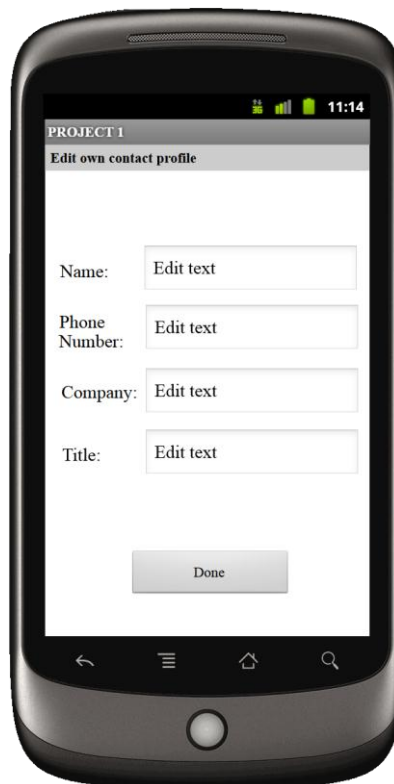 3G 11:14
PROJECT 1
Edit own contact profile
Name: Edit text
Phone
Number: Edit text
Company: Edit text
Title: Edit text
Done